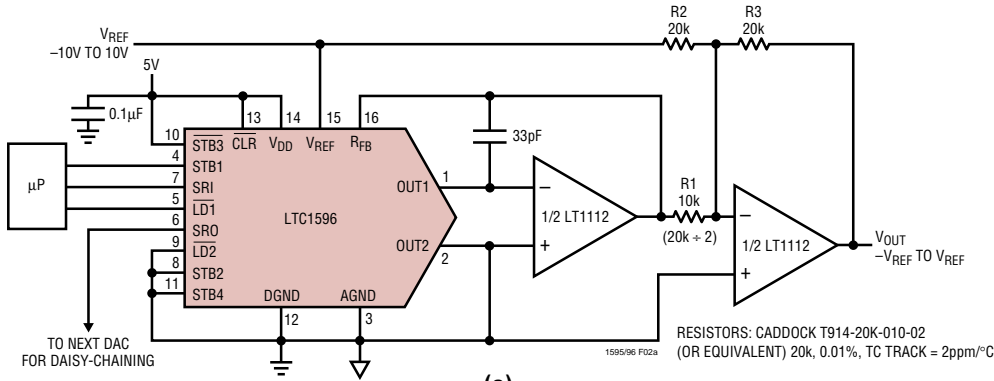 R2
20k
R3
20k
VREF
–10V TO 10V
5V
0.1µF
13
14
15
16
33pF
10
STB3
CLR
VDD
VREF
RFB
µP
4
STB1
7
SRI
5
LD1
6
SRO
9
LD2
8
STB2
11
STB4
LTC1596
OUT1
1
OUT2
2
–
+
1/2 LT1112
R1
10k
(20k ÷ 2)
–
+
1/2 LT1112
VOUT
–VREF TO VREF
DGND
AGND
12
3
TO NEXT DAC
FOR DAISY-CHAINING
1595/96 F02a
RESISTORS: CADDOCK T914-20K-010-02
(OR EQUIVALENT) 20k, 0.01%, TC TRACK = 2ppm/°C